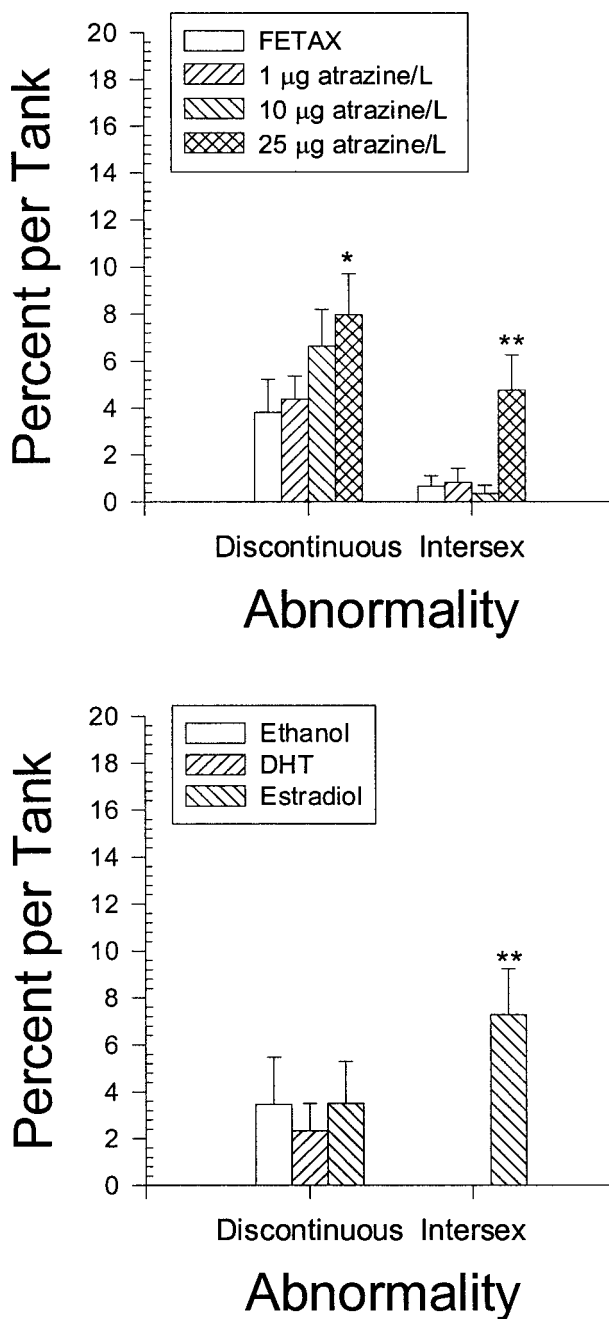 20
18
16
14
12
10
8
6
4
2
0
Percent per Tank
FETAX
1 μg atrazine/L
10 μg atrazine/L
25 μg atrazine/L
*
**
Discontinuous Intersex
Abnormality
20
18
16
14
12
10
8
6
4
2
0
Percent per Tank
Ethanol
DHT
Estradiol
**
Discontinuous Intersex
Abnormality